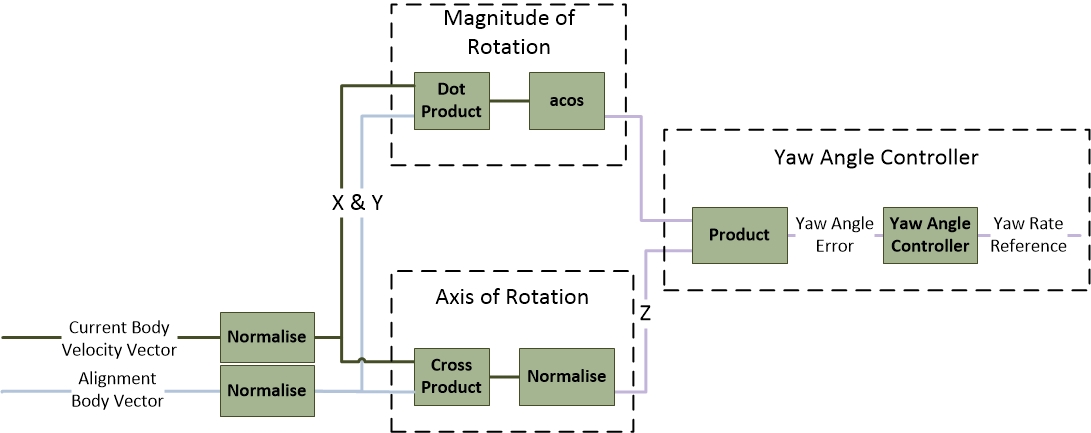 Magnitude of
Rotation
Dot
Product
acos
Yaw Angle Controller
X & Y
Product
Yaw Angle
Error
Yaw Angle
Controller
Yaw Rate
Reference
Axis of Rotation
Z
Current Body
Velocity Vector
Normalise
Cross
Product
Normalise
Alignment
Body Vector
Normalise